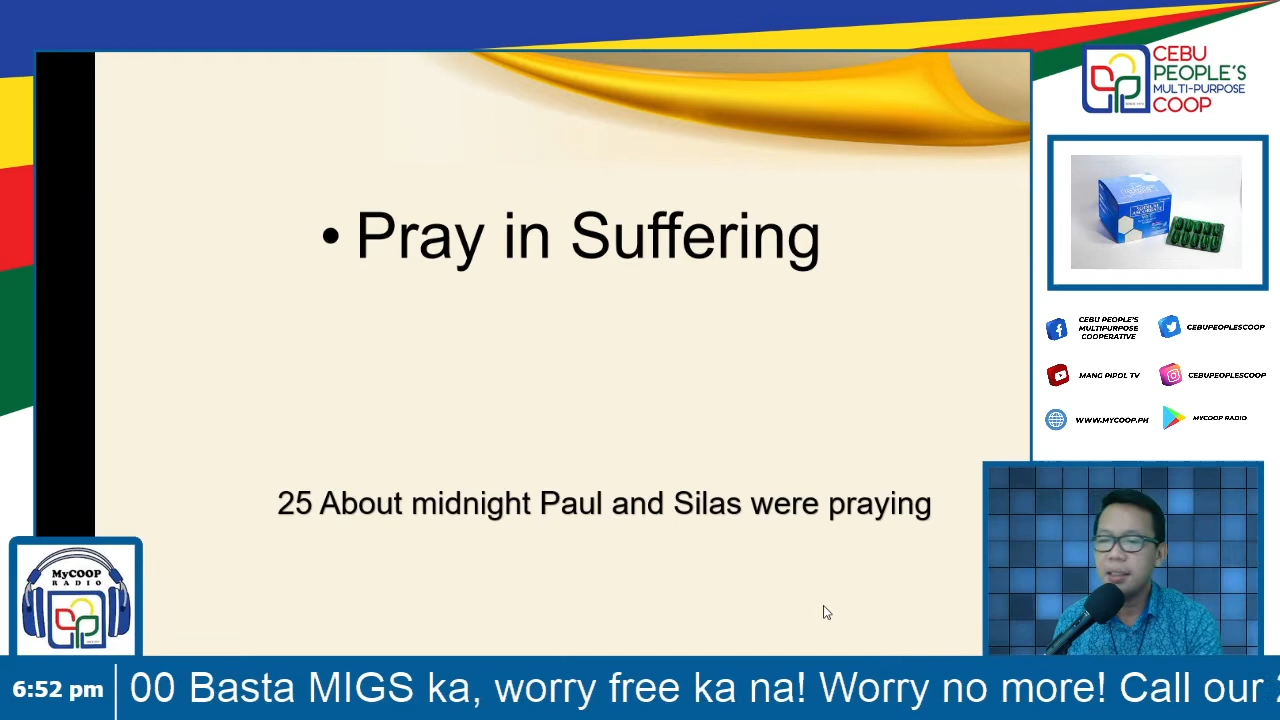 CEBU
PEOPLE'S
MULTI-PURPOSE
COOP
• Pray in Suffering
CEBU PEOPLE'S
MULTIPURPOSE
COOPERATIVE
CEBUPEOPLESCOOP
MANG PIPOL TV
CEBUPEOPLESCOOP
WWW.MYCOOP.PH
MYCOOP RADIO
25 About midnight Paul and Silas were praying
MyCOOP
RADIO
6:52 pm
00 Basta MIGS ka, worry free ka na! Worry no more! Call our